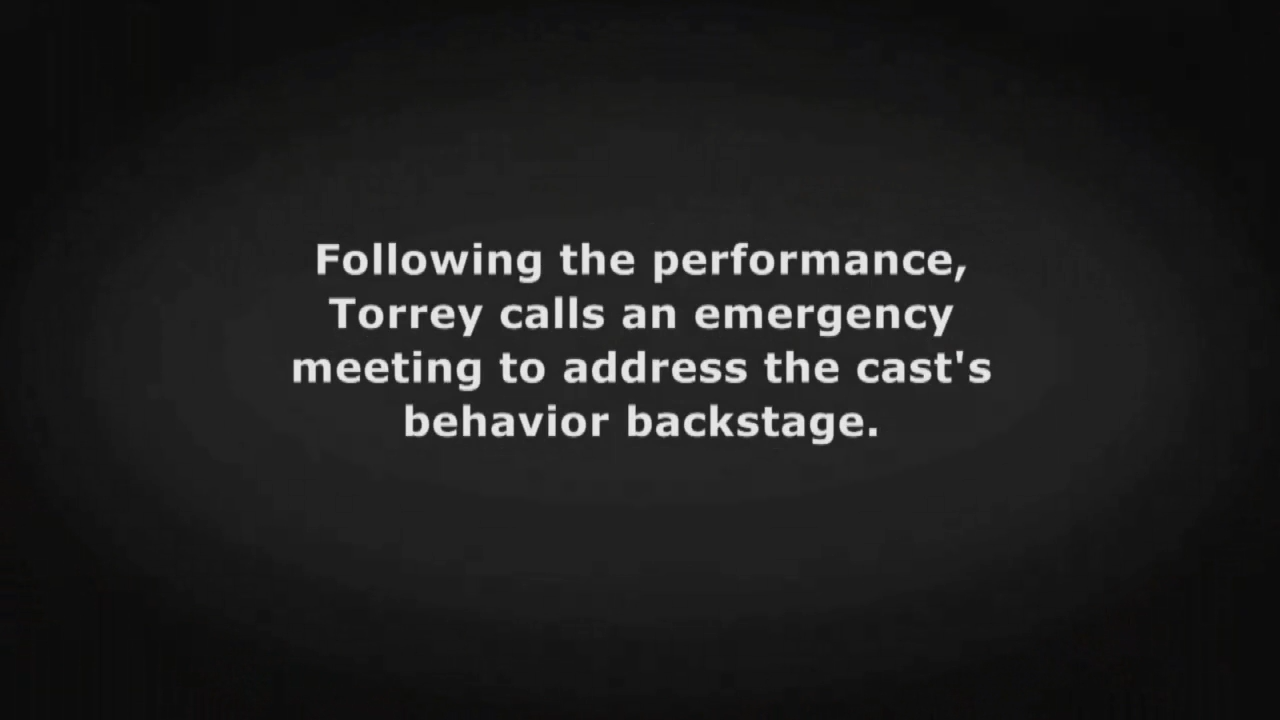 Following the performance,
Torrey calls an emergency
meeting to address the cast's
behavior backstage.